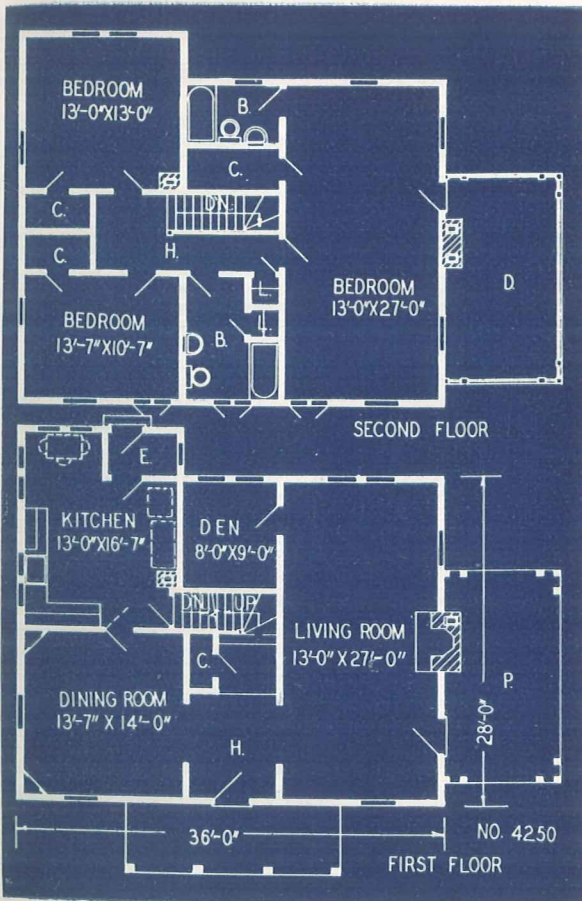 BEDROOM
13'-0"X13'-0"
B.
C.
C.
DN.
H.
C.
L.
L.
BEDROOM
13'-7"X10'-7"
B.
BEDROOM
13'-0"X27'-0"
D.
SECOND FLOOR
E.
KITCHEN
13'-0"X16'-7"
DEN
8'-0"X9'-0"
DN.
UP
C.
LIVING ROOM
13'-0" X 27'-0"
P.
DINING ROOM
13'-7" X 14'-0"
H.
28'-0"
36'-0"
NO. 4250
FIRST FLOOR